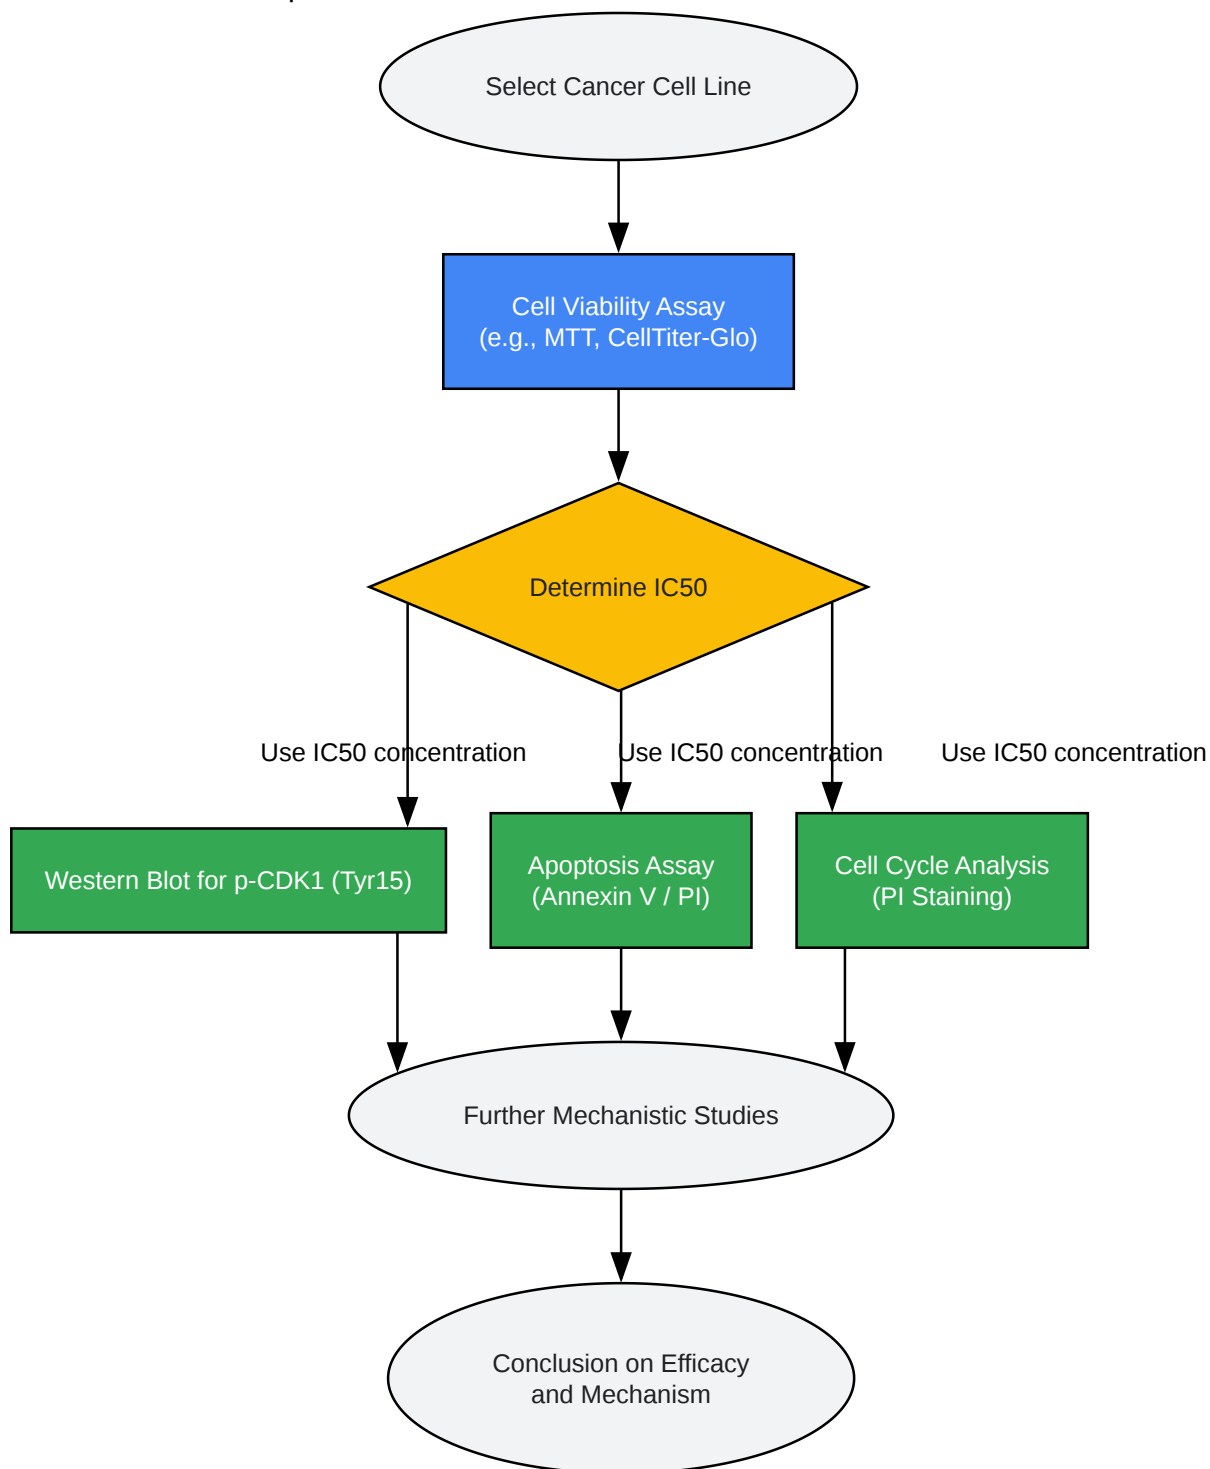 Select Cancer Cell Line
Cell Viability Assay
(e.g., MTT, CellTiter-Glo)
Determine IC50
Use IC50 concentration
Use IC50 concentration
Use IC50 concentration
Western Blot for p-CDK1 (Tyr15)
Apoptosis Assay
(Annexin V / PI)
Cell Cycle Analysis
(PI Staining)
Further Mechanistic Studies
Conclusion on Efficacy
and Mechanism